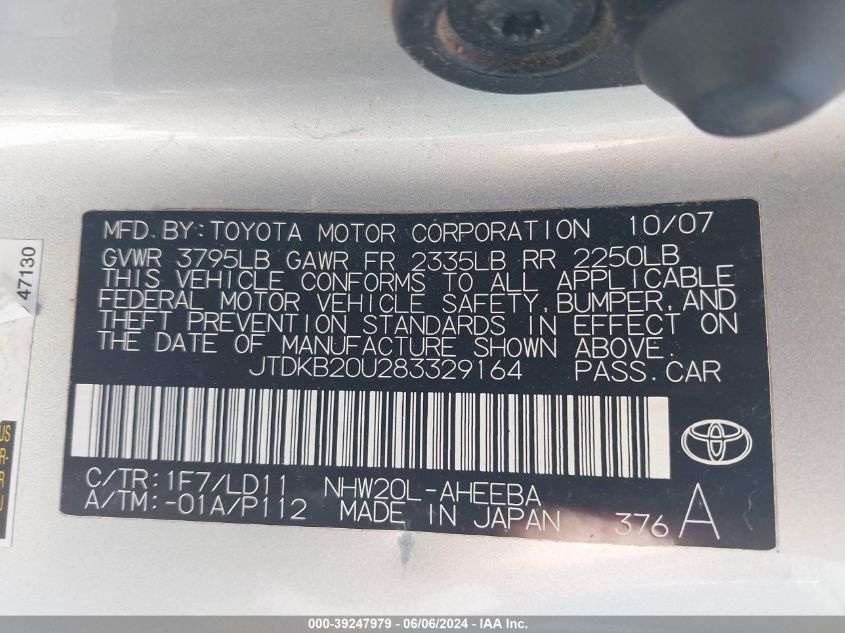 MFD. BY: TOYOTA MOTOR CORPORATION 10/07
GVWR 3795LB GAWR FR 2335LB RR 2250LB
THIS VEHICLE CONFORMS TO ALL APPLICABLE
FEDERAL MOTOR VEHICLE SAFETY, BUMPER, AND
THEFT PREVENTION STANDARDS IN EFFECT ON
THE DATE OF MANUFACTURE SHOWN ABOVE.
JTDKB20U283329164 PASS. CAR
C/TR: 1F7/LD11 NHW20L-AHEEBA
A/TM: -01A/P112 MADE IN JAPAN 376 A
47130
US
R-
R
U
000-39247979 - 06/06/2024 - IAA Inc.